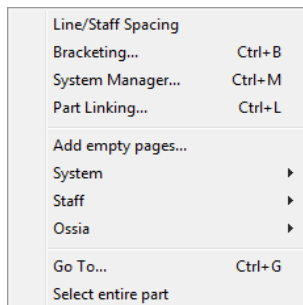 Line/Staff Spacing
Bracketing... Ctrl+B
System Manager... Ctrl+M
Part Linking... Ctrl+L
Add empty pages...
System
Staff
Ossia
Go To... Ctrl+G
Select entire part